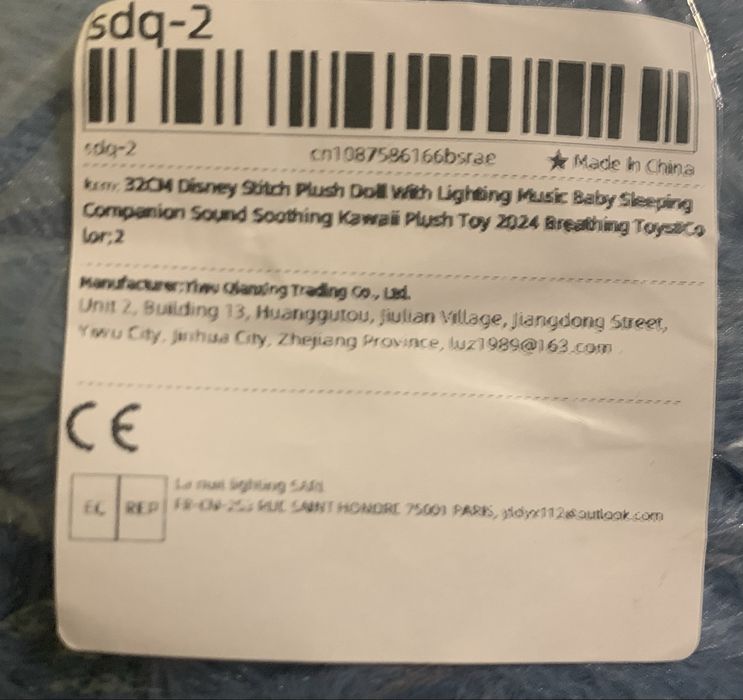 sdq-2
sdq-2 cn1087586166bsrae ★ Made In China
32CM Disney Stitch Plush Doll With Lighting Music Baby Sleeping
Companion Sound Soothing Kawaii Plush Toy 2024 Breathing Toys&Co
lor:2
Manufacturer:Yiwu Trading Co., Ltd.
Unit 2, Building 13, Huanggutou, Jiulian Village, Jiangdong Street,
Yiwu City, Jinhua City, Zhejiang Province, luz1989@163.com
CE
EC REP
lighting
RUE SAINT HONORE 75001 PARIS,